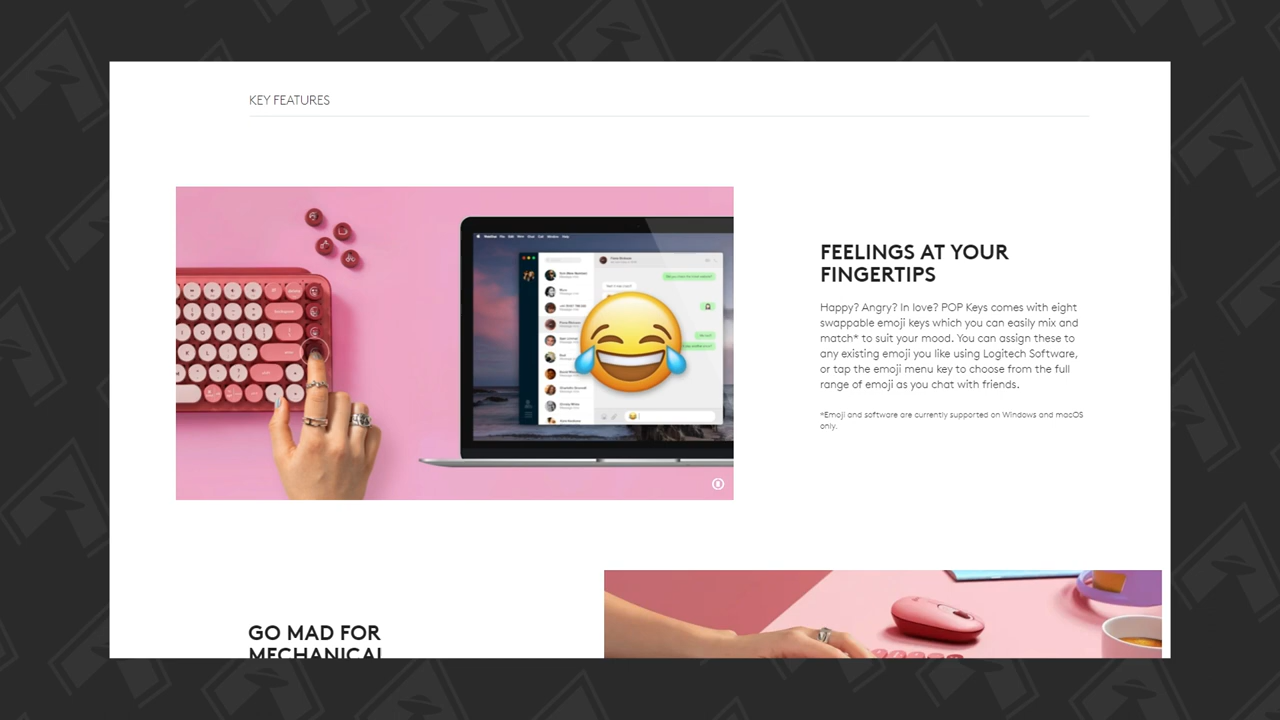 KEY FEATURES
FEELINGS AT YOUR
FINGERTIPS
Happy? Angry? In love? POP Keys comes with eight
swappable emoji keys which you can easily mix and
match* to suit your mood. You can assign these to
any existing emoji you like using Logitech Software,
or tap the emoji menu key to choose from the full
range of emoji as you chat with friends.
*Emoji and software are currently supported on Windows and macOS
only.
GO MAD FOR
MECHANICAL